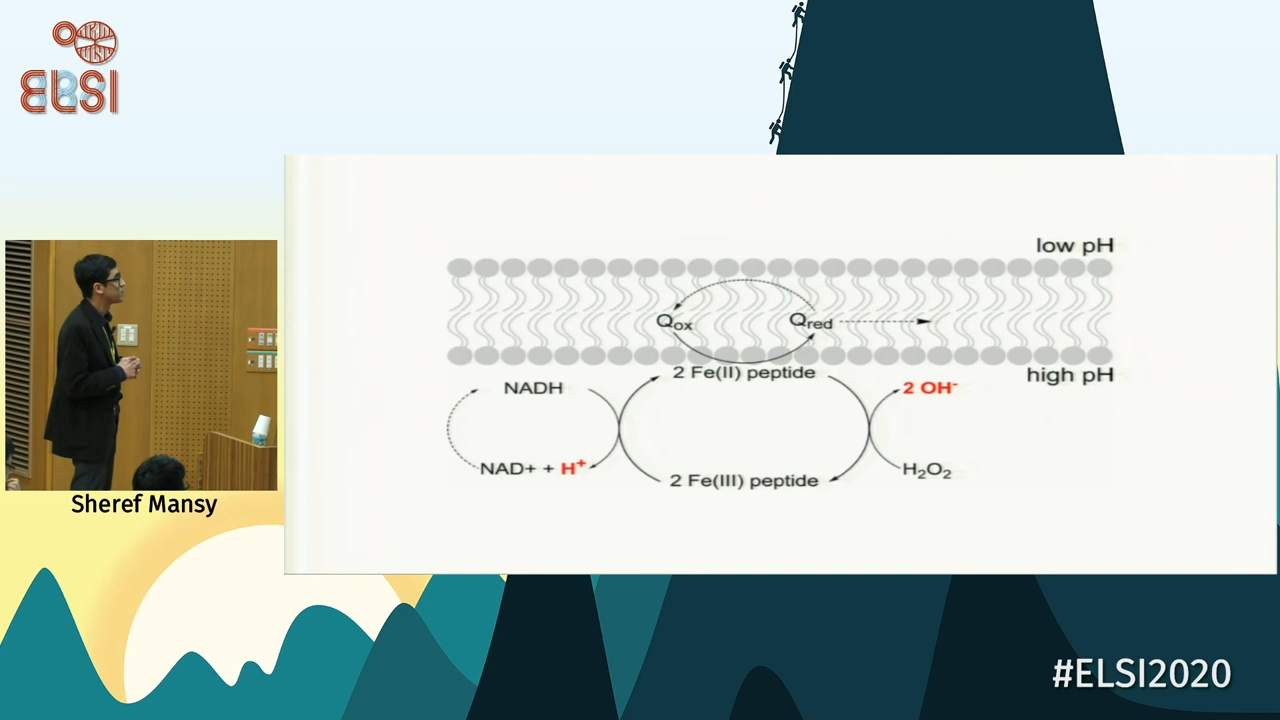 ELSI
low pH
Qox
Qred
high pH
2 Fe(II) peptide
NADH
2 OH-
NAD+ + H+
H2O2
2 Fe(III) peptide
Sheref Mansy
#ELSI2020